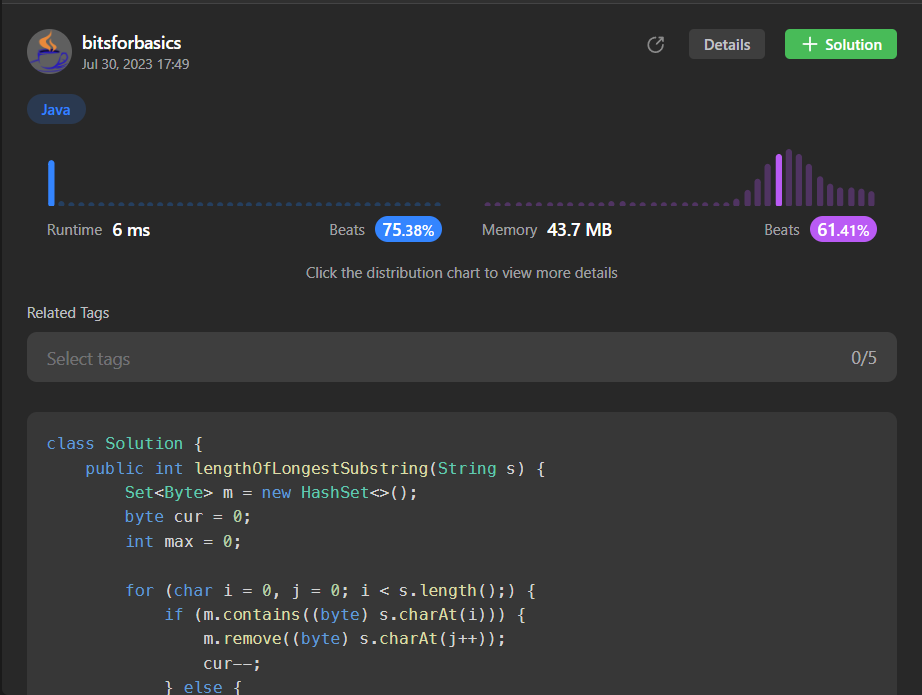 bitsforbasics
Jul 30, 2023 17:49
Details
+ Solution
Java
Runtime 6 ms
Beats 75.38%
Memory 43.7 MB
Beats 61.41%
Click the distribution chart to view more details
Related Tags
Select tags 0/5
class Solution {
    public int lengthOfLongestSubstring(String s) {
        Set<Byte> m = new HashSet<>();
        byte cur = 0;
        int max = 0;

        for (char i = 0, j = 0; i < s.length();) {
            if (m.contains((byte) s.charAt(i))) {
                m.remove((byte) s.charAt(j++));
                cur--;
            } else {